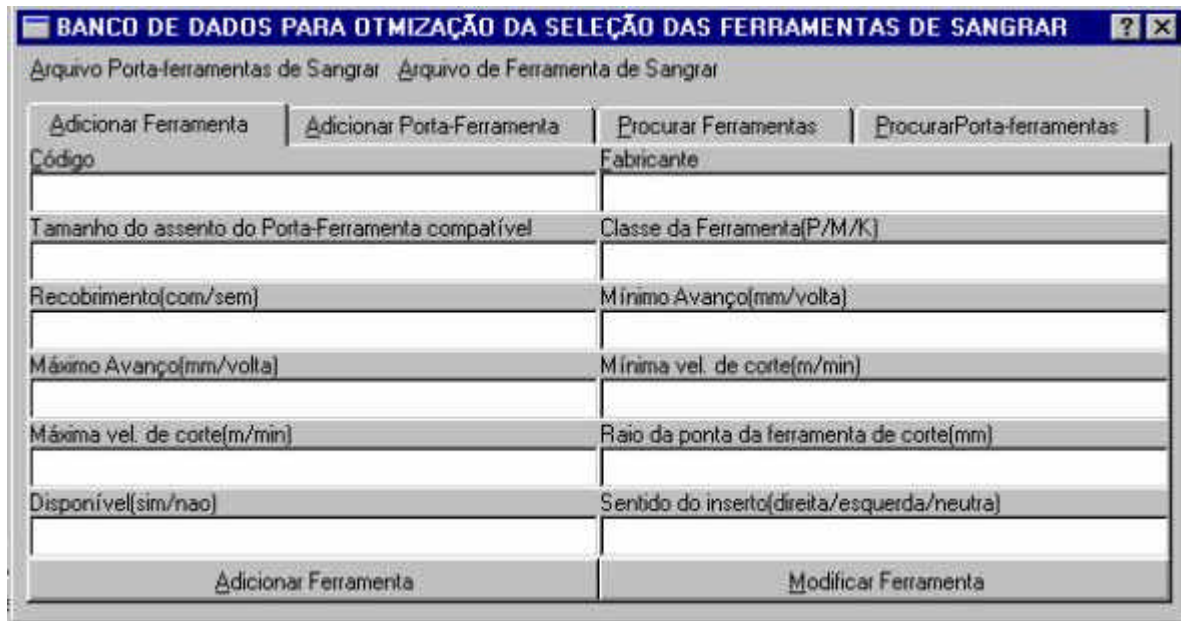 BANCO DE DADOS PARA OTMIZAÇÃO DA SELEÇÃO DAS FERRAMENTAS DE SANGRAR
Arquivo Porta-ferramentas de Sangrar Arquivo de Ferramenta de Sangrar
Adicionar Ferramenta Adicionar Porta-Ferramenta Procurar Ferramentas ProcurarPorta-ferramentas
Código Fabricante
Tamanho do assento do Porta-Ferramenta compatível Classe da Ferramenta(P/M/K)
Recobrimento(com/sem) Mínimo Avanço(mm/volta)
Máximo Avanço(mm/volta) Mínima vel. de corte(m/min)
Máxima vel. de corte(m/min) Raio da ponta da ferramenta de corte(mm)
Disponível(sim/nao) Sentido do inserto(direita/esquerda/neutra)
Adicionar Ferramenta Modificar Ferramenta